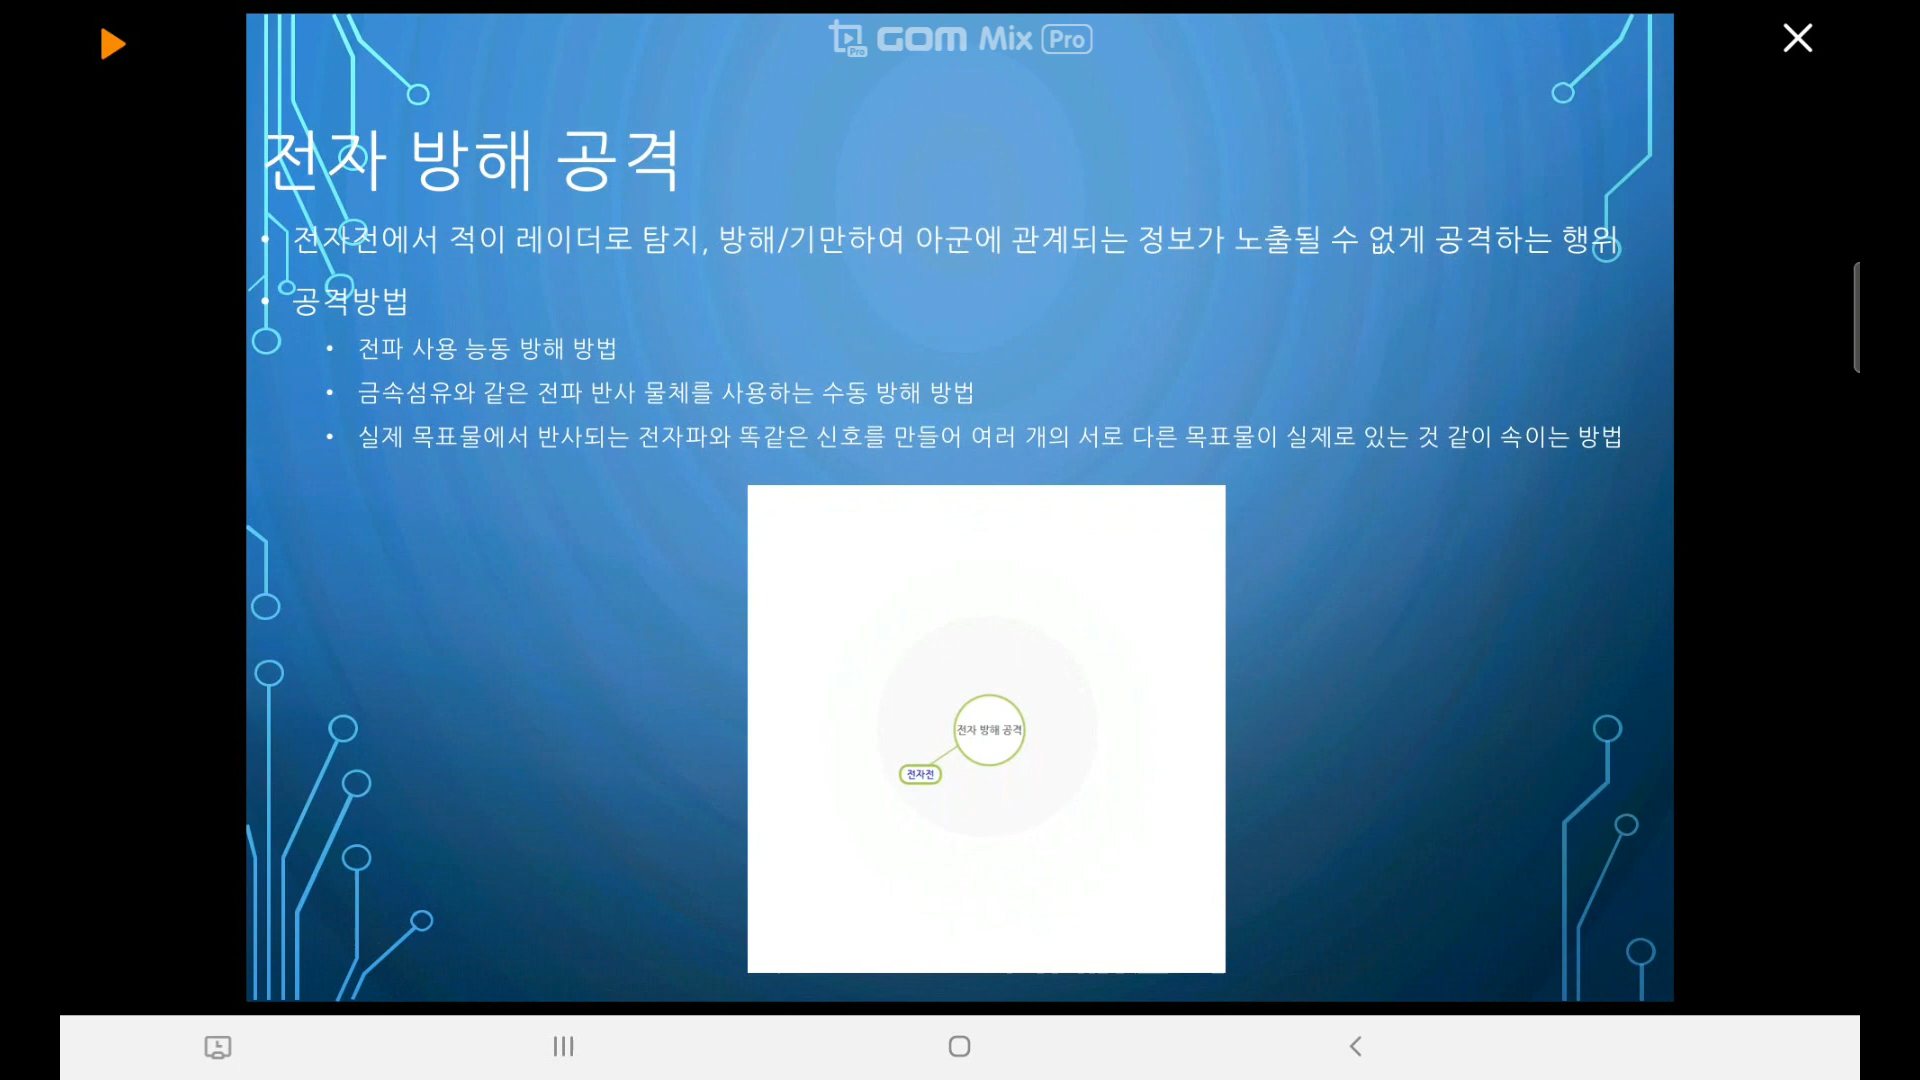 Pro GOM Mix Pro
전자 방해 공격
• 전자전에서 적이 레이더로 탐지, 방해/기만하여 아군에 관계되는 정보가 노출될 수 없게 공격하는 행위
• 공격방법
• 전파 사용 능동 방해 방법
• 금속섬유와 같은 전파 반사 물체를 사용하는 수동 방해 방법
• 실제 목표물에서 반사되는 전자파와 똑같은 신호를 만들어 여러 개의 서로 다른 목표물이 실제로 있는 것 같이 속이는 방법
전자 방해 공격
전자전